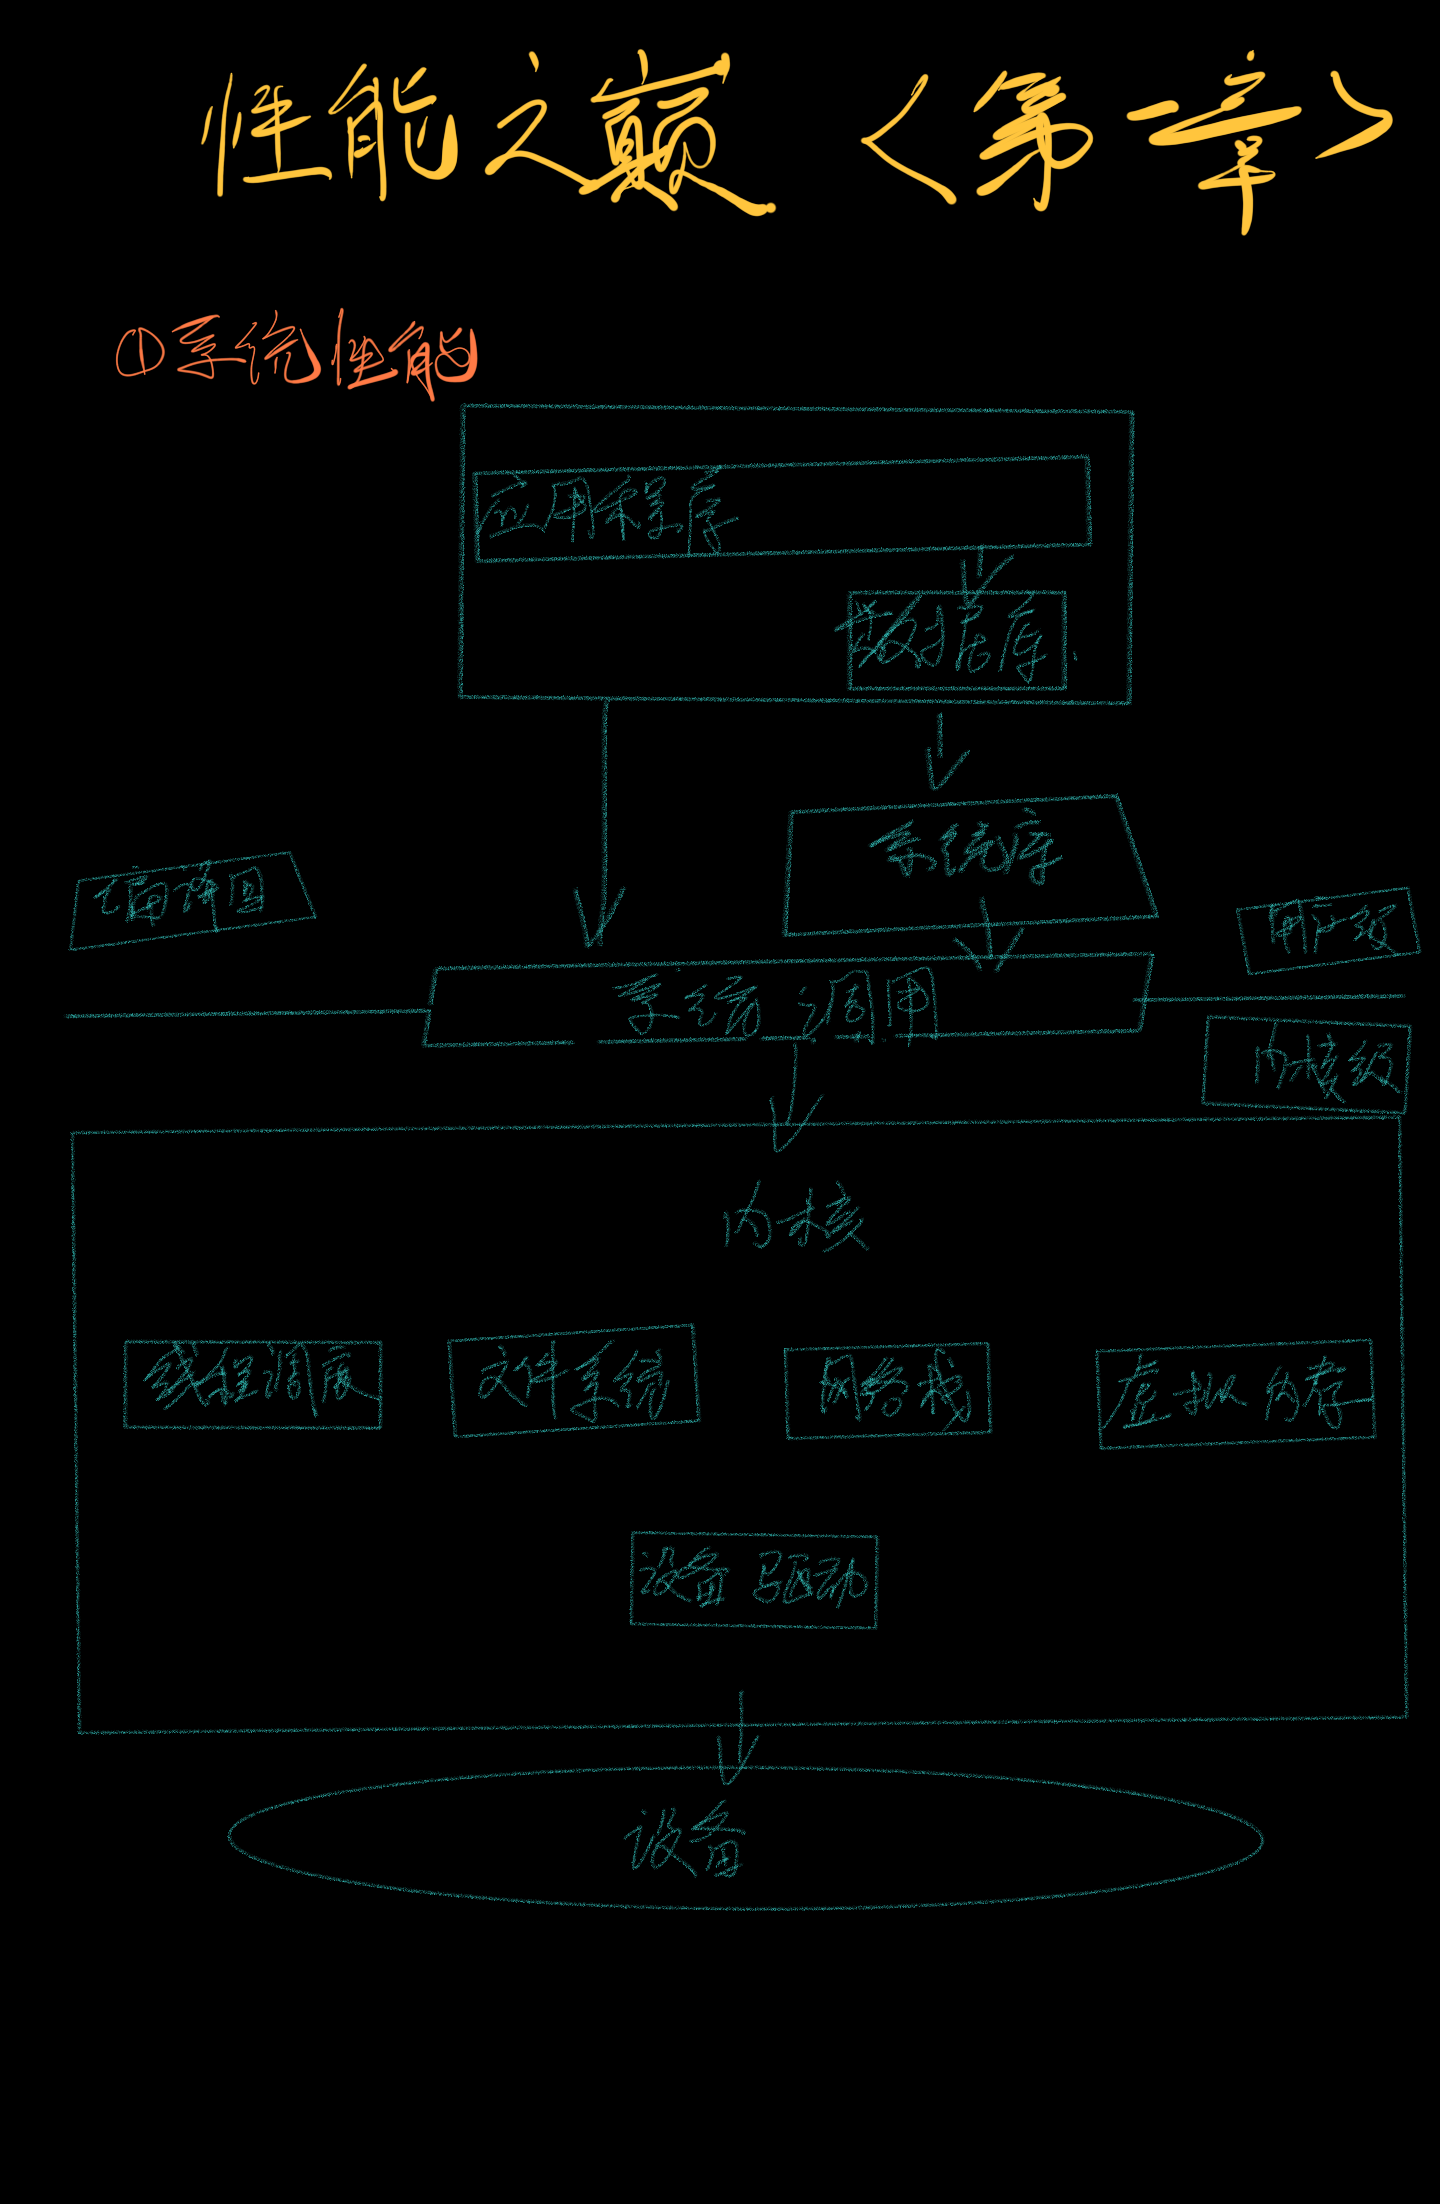 性能之巅〈第一章〉
①系统性能
应用程序
数据库
系统库
端译图
用户级
系统调用
内核级
内核
线程调度
文件系统
网络栈
虚拟内存
设备驱动
设备